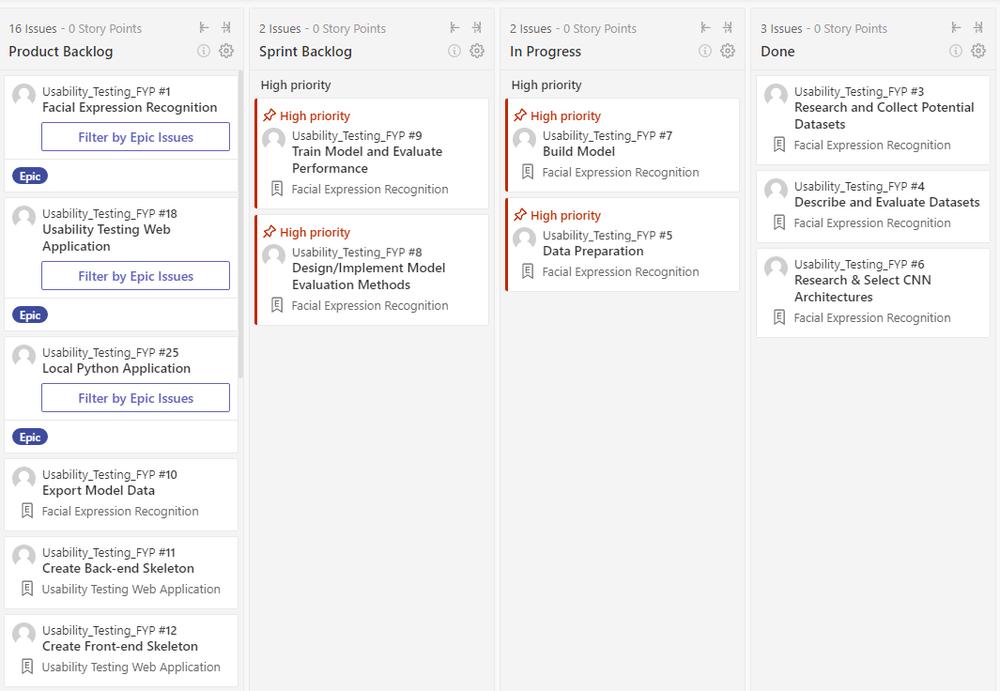 16 Issues - 0 Story Points
Product Backlog
Usability_Testing_FYP #1
Facial Expression Recognition
Filter by Epic Issues
Epic
Usability_Testing_FYP #18
Usability Testing Web
Application
Filter by Epic Issues
Epic
Usability_Testing_FYP #25
Local Python Application
Filter by Epic Issues
Epic
Usability_Testing_FYP #10
Export Model Data
E Facial Expression Recognition
Usability_Testing_FYP #11
Create Back-end Skeleton
E Usability Testing Web Application
Usability_Testing_FYP #12
Create Front-end Skeleton
E Usability Testing Web Application
2 Issues - 0 Story Points
Sprint Backlog
High priority
High priority
Usability_Testing_FYP #9
Train Model and Evaluate
Performance
E Facial Expression Recognition
High priority
Usability_Testing_FYP #8
Design/Implement Model
Evaluation Methods
E Facial Expression Recognition
2 Issues - 0 Story Points
In Progress
High priority
High priority
Usability_Testing_FYP #7
Build Model
E Facial Expression Recognition
High priority
Usability_Testing_FYP #5
Data Preparation
E Facial Expression Recognition
3 Issues - 0 Story Points
Done
Usability_Testing_FYP #3
Research and Collect Potential
Datasets
E Facial Expression Recognition
Usability_Testing_FYP #4
Describe and Evaluate Datasets
E Facial Expression Recognition
Usability_Testing_FYP #6
Research & Select CNN
Architectures
E Facial Expression Recognition